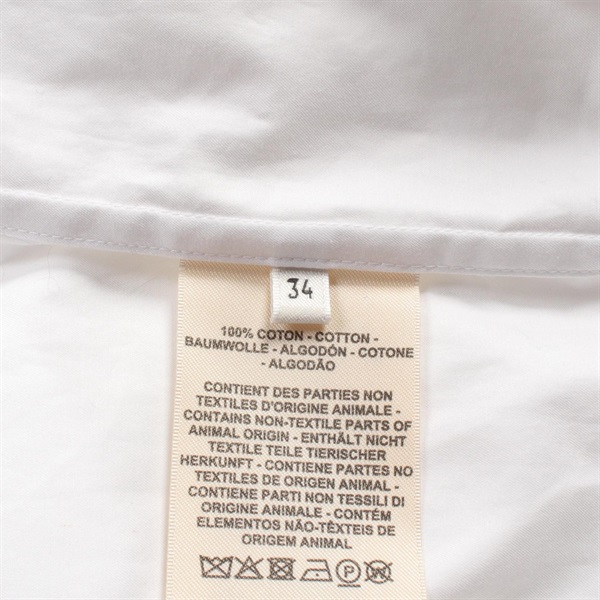 34
100% COTON - COTTON -
BAUMWOLLE - ALGODÓN - COTONE
- ALGODÃO
CONTIENT DES PARTIES NON
TEXTILES D'ORIGINE ANIMALE -
CONTAINS NON-TEXTILE PARTS OF
ANIMAL ORIGIN - ENTHÄLT NICHT
TEXTILE TEILE TIERISCHER
HERKUNFT - CONTIENE PARTES NO
TEXTILES DE ORIGEN ANIMAL -
CONTIENE PARTI NON TESSILI DI
ORIGINE ANIMALE - CONTÉM
ELEMENTOS NÃO-TÊXTEIS DE
ORIGEM ANIMAL
P